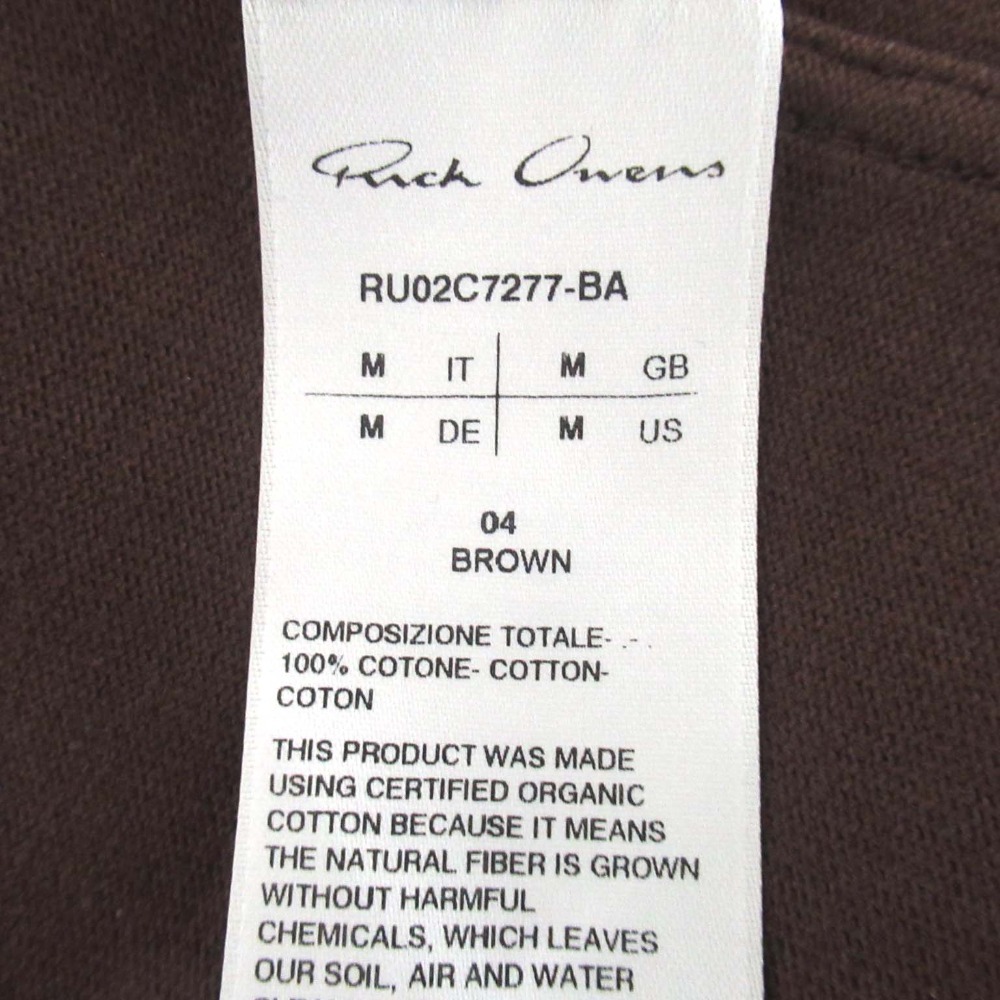 Rick Owens
RU02C7277-BA
M IT M GB
M DE M US
04
BROWN
COMPOSIZIONE TOTALE- -
100% COTONE- COTTON-
COTON
THIS PRODUCT WAS MADE
USING CERTIFIED ORGANIC
COTTON BECAUSE IT MEANS
THE NATURAL FIBER IS GROWN
WITHOUT HARMFUL
CHEMICALS, WHICH LEAVES
OUR SOIL, AIR AND WATER